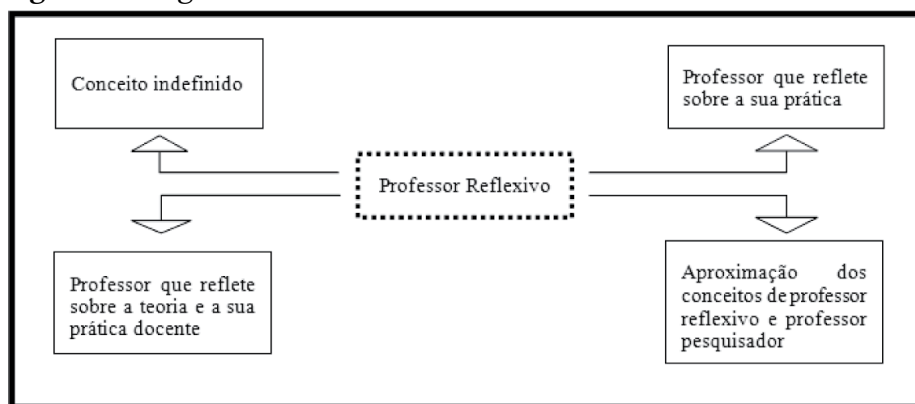 Conceito indefinido
Professor que reflete
sobre a sua prática
Professor Reflexivo
Professor que reflete
sobre a teoria e a sua
prática docente
Aproximação dos
conceitos de professor
reflexivo e professor
pesquisador